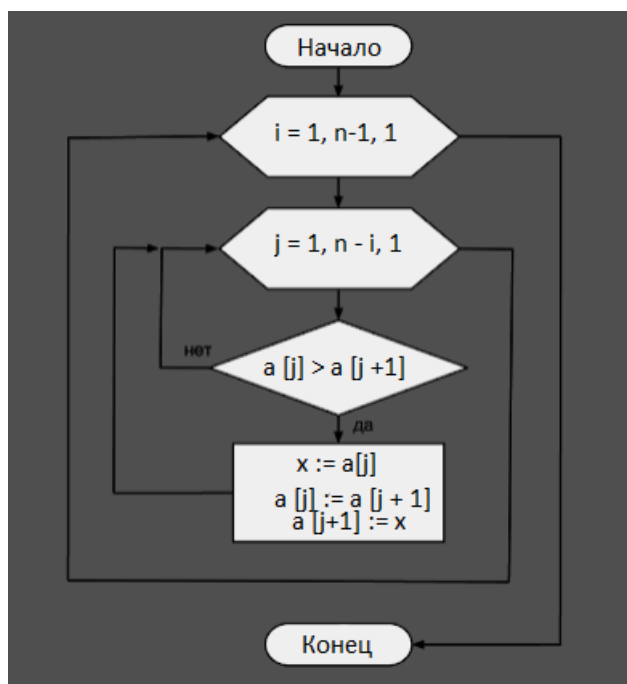 Начало
i = 1, n-1, 1
j = 1, n - i, 1
нет
a [j] > a [j +1]
да
x := a[j]
a [j] := a [j + 1]
a [j+1] := x
Конец